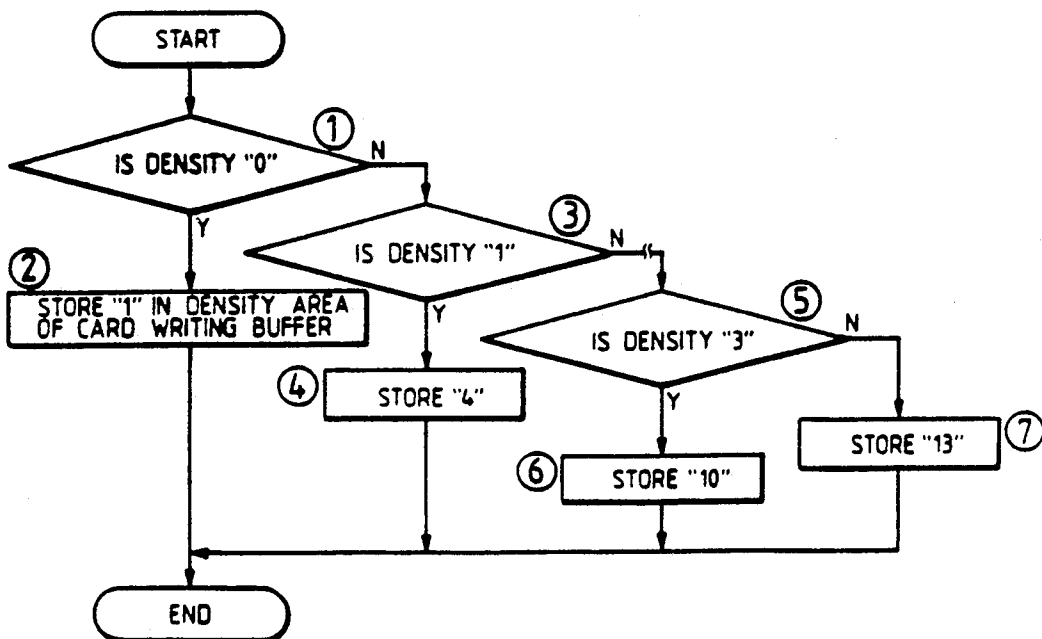 START
①
IS DENSITY "0"
N
Y
③
IS DENSITY "1"
N
Y
②
STORE "1" IN DENSITY AREA
OF CARD WRITING BUFFER
⑤
IS DENSITY "3"
N
Y
④
STORE "4"
STORE "13"
⑦
⑥
STORE "10"
END